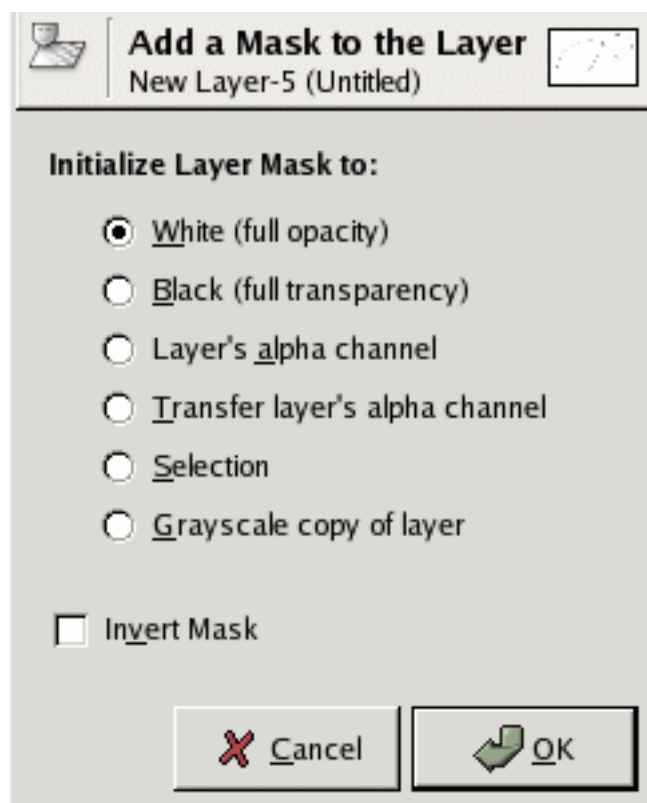 Add a Mask to the Layer
New Layer-5 (Untitled)
Initialize Layer Mask to:
White (full opacity)
Black (full transparency)
Layer's alpha channel
Transfer layer's alpha channel
Selection
Grayscale copy of layer
Invert Mask
Cancel
OK